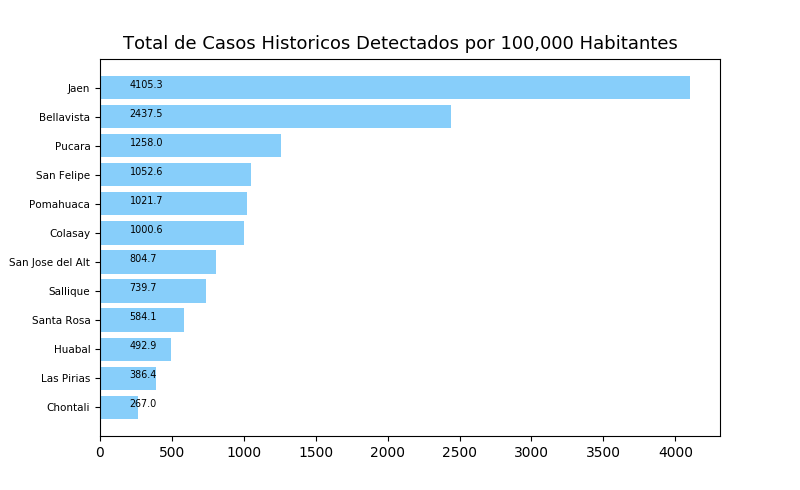 Total de Casos Historicos Detectados por 100,000 Habitantes
Jaen 4105.3
Bellavista 2437.5
Pucara 1258.0
San Felipe 1052.6
Pomahuaca 1021.7
Colasay 1000.6
San Jose del Alt 804.7
Sallique 739.7
Santa Rosa 584.1
Huabal 492.9
Las Pirias 386.4
Chontali 267.0
0 500 1000 1500 2000 2500 3000 3500 4000